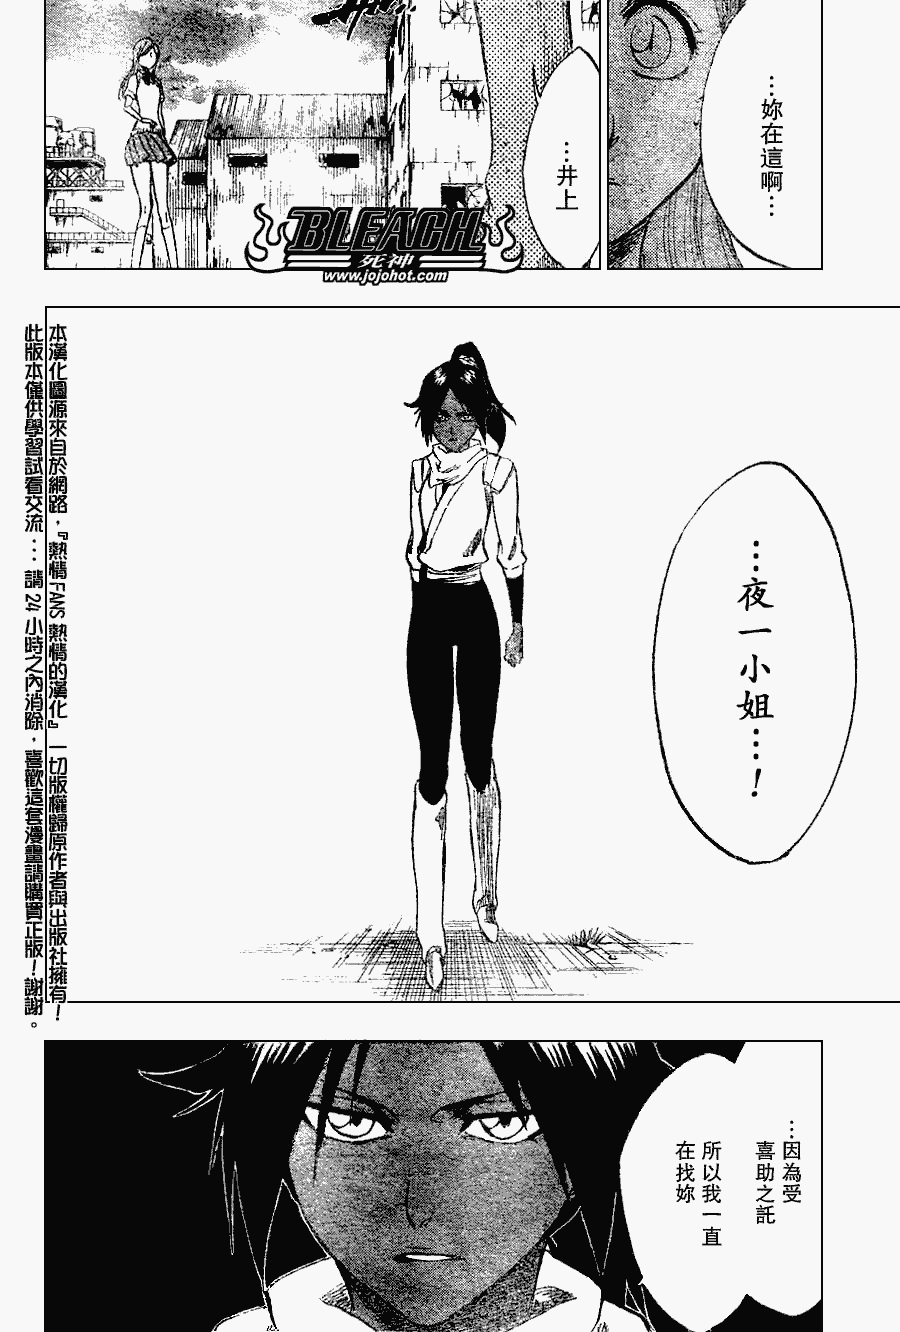 …妳在這啊…
…井上
BLEACH
死神
www.jojohot.com
…夜一小姐…！
本漢化圖源來自於網路，『熱情FANS熱情的漢化』一切版權歸原作者與出版社擁有！
此版本僅供學習試看交流… 請24小時之內消除，喜歡這套漫畫請購買正版！謝謝。
…因為受
喜助之託
所以我一直
在找妳